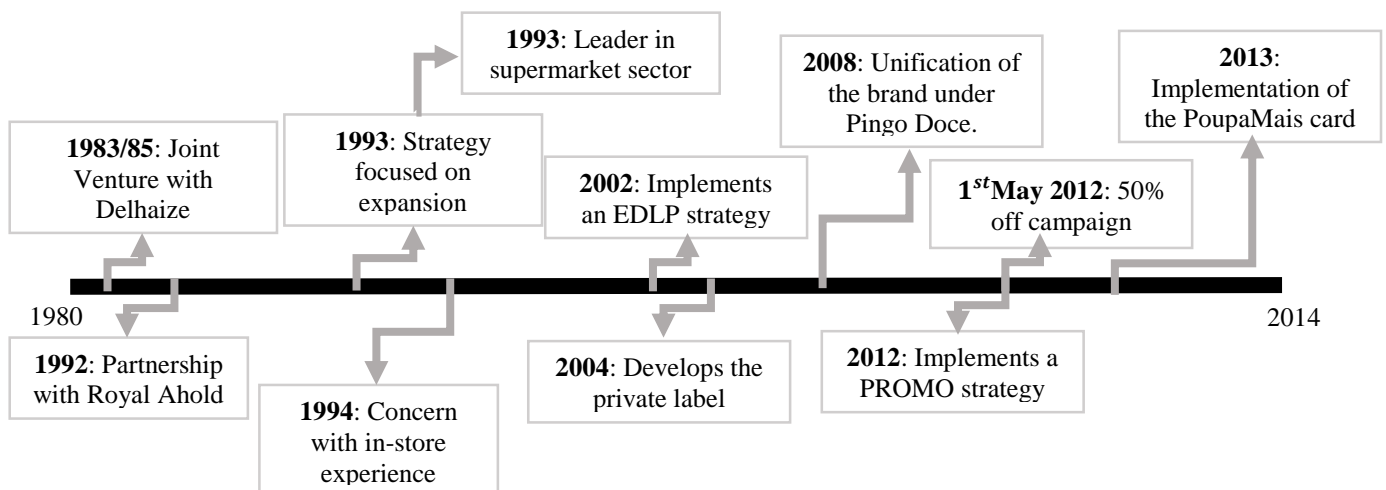 1993: Leader in
supermarket sector
2008: Unification of
the brand under
Pingo Doce.
2013:
Implementation of
the PoupaMais card
1983/85: Joint
Venture with
Delhaize
1993: Strategy
focused on
expansion
2002: Implements
an EDLP strategy
1stMay 2012: 50%
off campaign
1980
2014
1992: Partnership
with Royal Ahold
1994: Concern
with in-store
experience
2004: Develops the
private label
2012: Implements a
PROMO strategy